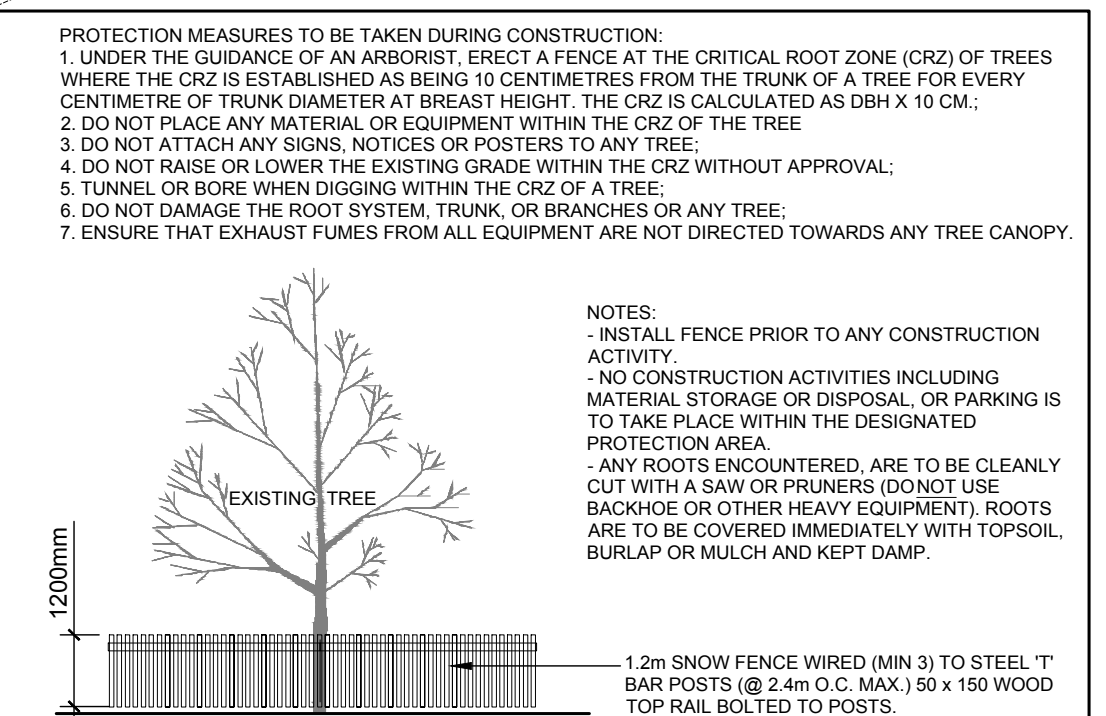 PROTECTION MEASURES TO BE TAKEN DURING CONSTRUCTION:
1. UNDER THE GUIDANCE OF AN ARBORIST, ERECT A FENCE AT THE CRITICAL ROOT ZONE (CRZ) OF TREES
WHERE THE CRZ IS ESTABLISHED AS BEING 10 CENTIMETRES FROM THE TRUNK OF A TREE FOR EVERY
CENTIMETRE OF TRUNK DIAMETER AT BREAST HEIGHT. THE CRZ IS CALCULATED AS DBH X 10 CM.;
2. DO NOT PLACE ANY MATERIAL OR EQUIPMENT WITHIN THE CRZ OF THE TREE
3. DO NOT ATTACH ANY SIGNS, NOTICES OR POSTERS TO ANY TREE;
4. DO NOT RAISE OR LOWER THE EXISTING GRADE WITHIN THE CRZ WITHOUT APPROVAL;
5. TUNNEL OR BORE WHEN DIGGING WITHIN THE CRZ OF A TREE;
6. DO NOT DAMAGE THE ROOT SYSTEM, TRUNK, OR BRANCHES OR ANY TREE;
7. ENSURE THAT EXHAUST FUMES FROM ALL EQUIPMENT ARE NOT DIRECTED TOWARDS ANY TREE CANOPY.
NOTES:
- INSTALL FENCE PRIOR TO ANY CONSTRUCTION
ACTIVITY.
- NO CONSTRUCTION ACTIVITIES INCLUDING
MATERIAL STORAGE OR DISPOSAL, OR PARKING IS
TO TAKE PLACE WITHIN THE DESIGNATED
PROTECTION AREA.
- ANY ROOTS ENCOUNTERED, ARE TO BE CLEANLY
CUT WITH A SAW OR PRUNERS (DO NOT USE
BACKHOE OR OTHER HEAVY EQUIPMENT). ROOTS
ARE TO BE COVERED IMMEDIATELY WITH TOPSOIL,
BURLAP OR MULCH AND KEPT DAMP.
EXISTING TREE
1200mm
1.2m SNOW FENCE WIRED (MIN 3) TO STEEL 'T'
BAR POSTS (@ 2.4m O.C. MAX.) 50 x 150 WOOD
TOP RAIL BOLTED TO POSTS.